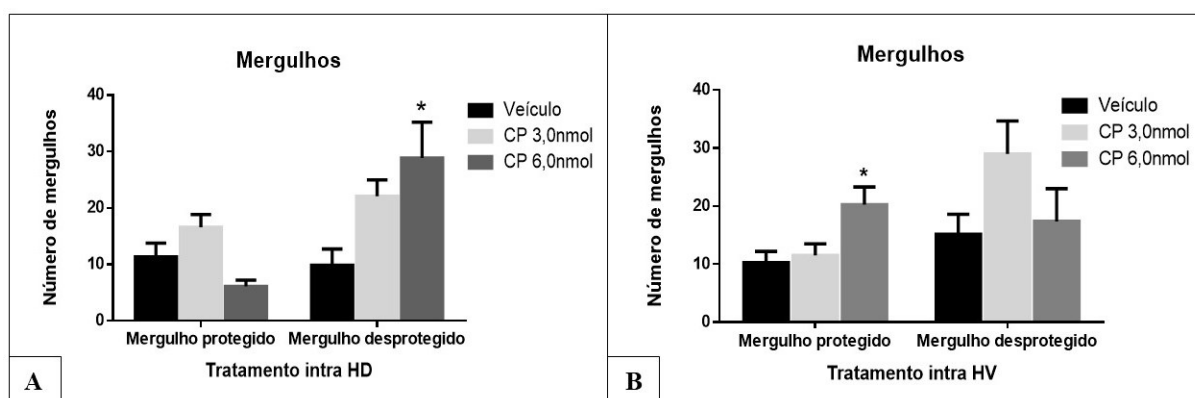 Mergulhos
Número de mergulhos
40
30
20
10
0
*
Veículo
CP 3,0nmol
CP 6,0nmol
Mergulho protegido Mergulho desprotegido
Tratamento intra HD
A
Mergulhos
Número de mergulhos
40
30
20
10
0
*
Veículo
CP 3,0nmol
CP 6,0nmol
Mergulho protegido Mergulho desprotegido
Tratamento intra HV
B